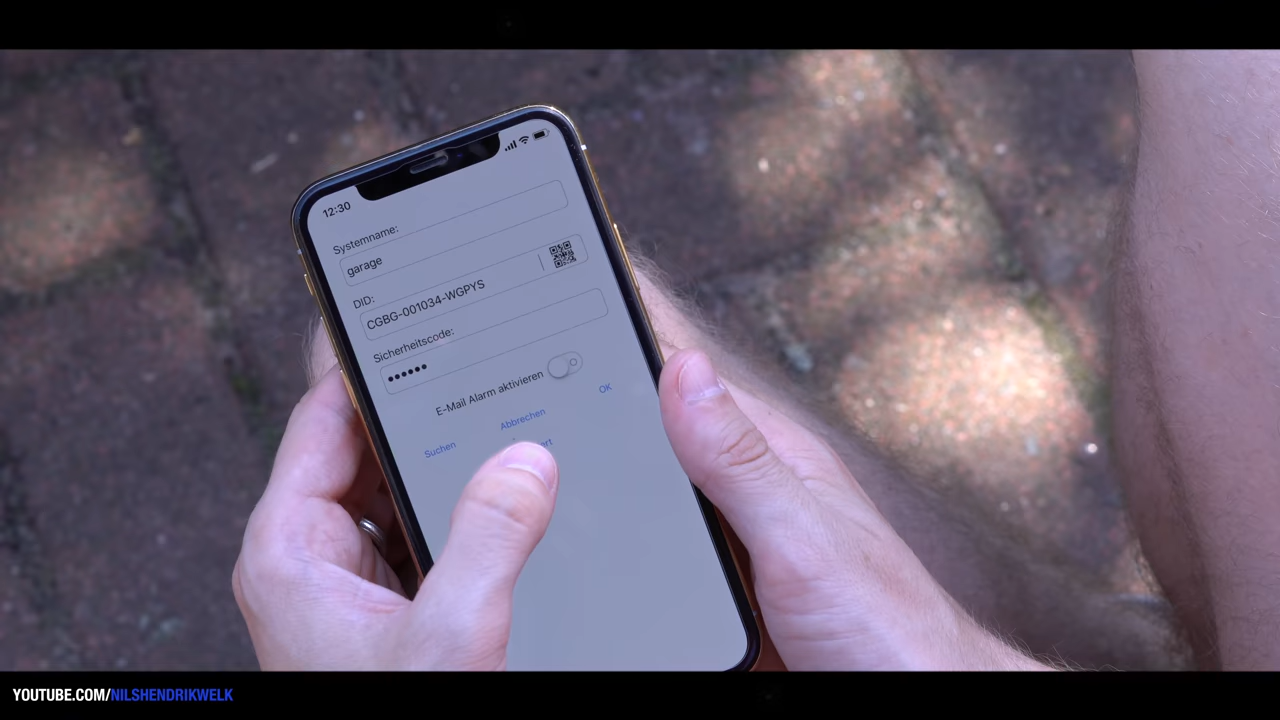 12:30
Systemname:
garage
DID:
CGBG-001034-WGPYS
Sicherheitscode:
••••••
E-Mail Alarm aktivieren
Suchen Abbrechen OK
YOUTUBE.COM/NILSHENDRIKWELK